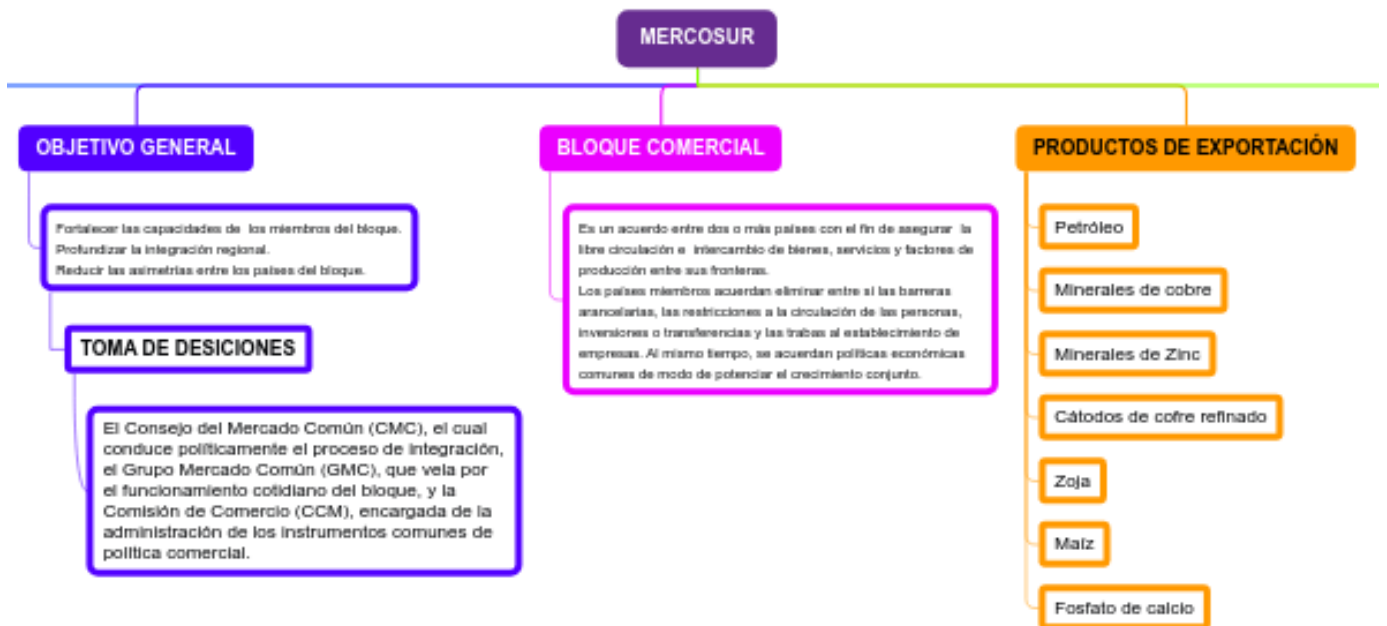 MERCOSUR
OBJETIVO GENERAL
Fortalecer las capacidades de los miembros del bloque.
Profundizar la integración regional.
Reducir las asimetrías entre los países del bloque.
TOMA DE DESICIONES
El Consejo del Mercado Común (CMC), el cual
conduce políticamente el proceso de integración,
el Grupo Mercado Común (GMC), que vela por
el funcionamiento cotidiano del bloque, y la
Comisión de Comercio (CCM), encargada de la
administración de los instrumentos comunes de
política comercial.
BLOQUE COMERCIAL
Es un acuerdo entre dos o más países con el fin de asegurar la
libre circulación e intercambio de bienes, servicios y factores de
producción entre sus fronteras.
Los países miembros acuerdan eliminar entre sí las barreras
arancelarias, las restricciones a la circulación de las personas,
inversiones o transferencias y las trabas al establecimiento de
empresas. Al mismo tiempo, se acuerdan políticas económicas
comunes de modo de potenciar el crecimiento conjunto.
PRODUCTOS DE EXPORTACIÓN
Petróleo
Minerales de cobre
Minerales de Zinc
Cátodos de cofre refinado
Zoja
Maíz
Fosfato de calcio